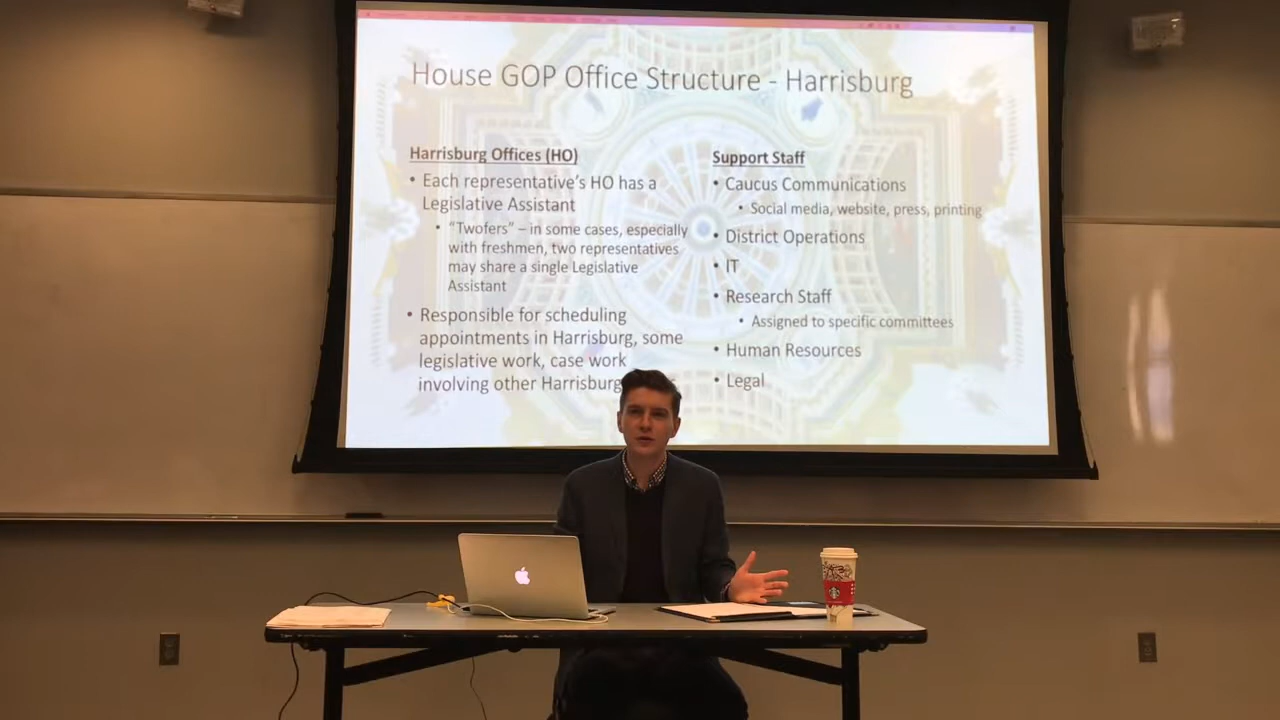 House GOP Office Structure - Harrisburg
Harrisburg Offices (HO)
• Each representative's HO has a
Legislative Assistant
• "Twofers" – in some cases, especially
with freshmen, two representatives
may share a single Legislative
Assistant
• Responsible for scheduling
appointments in Harrisburg, some
legislative work, case work
involving other Harrisburg
Support Staff
• Caucus Communications
• Social media, website, press, printing
• District Operations
• IT
• Research Staff
• Assigned to specific committees
• Human Resources
• Legal